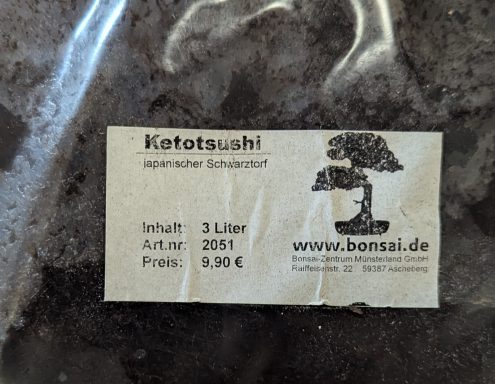 Ketotsushi
japanischer Schwarztorf
Inhalt: 3 Liter
Art.nr: 2051
Preis: 9,90 €
www.bonsai.de
Bonsai-Zentrum Münsterland GmbH
Raiffeisenstr. 22 59387 Ascheberg